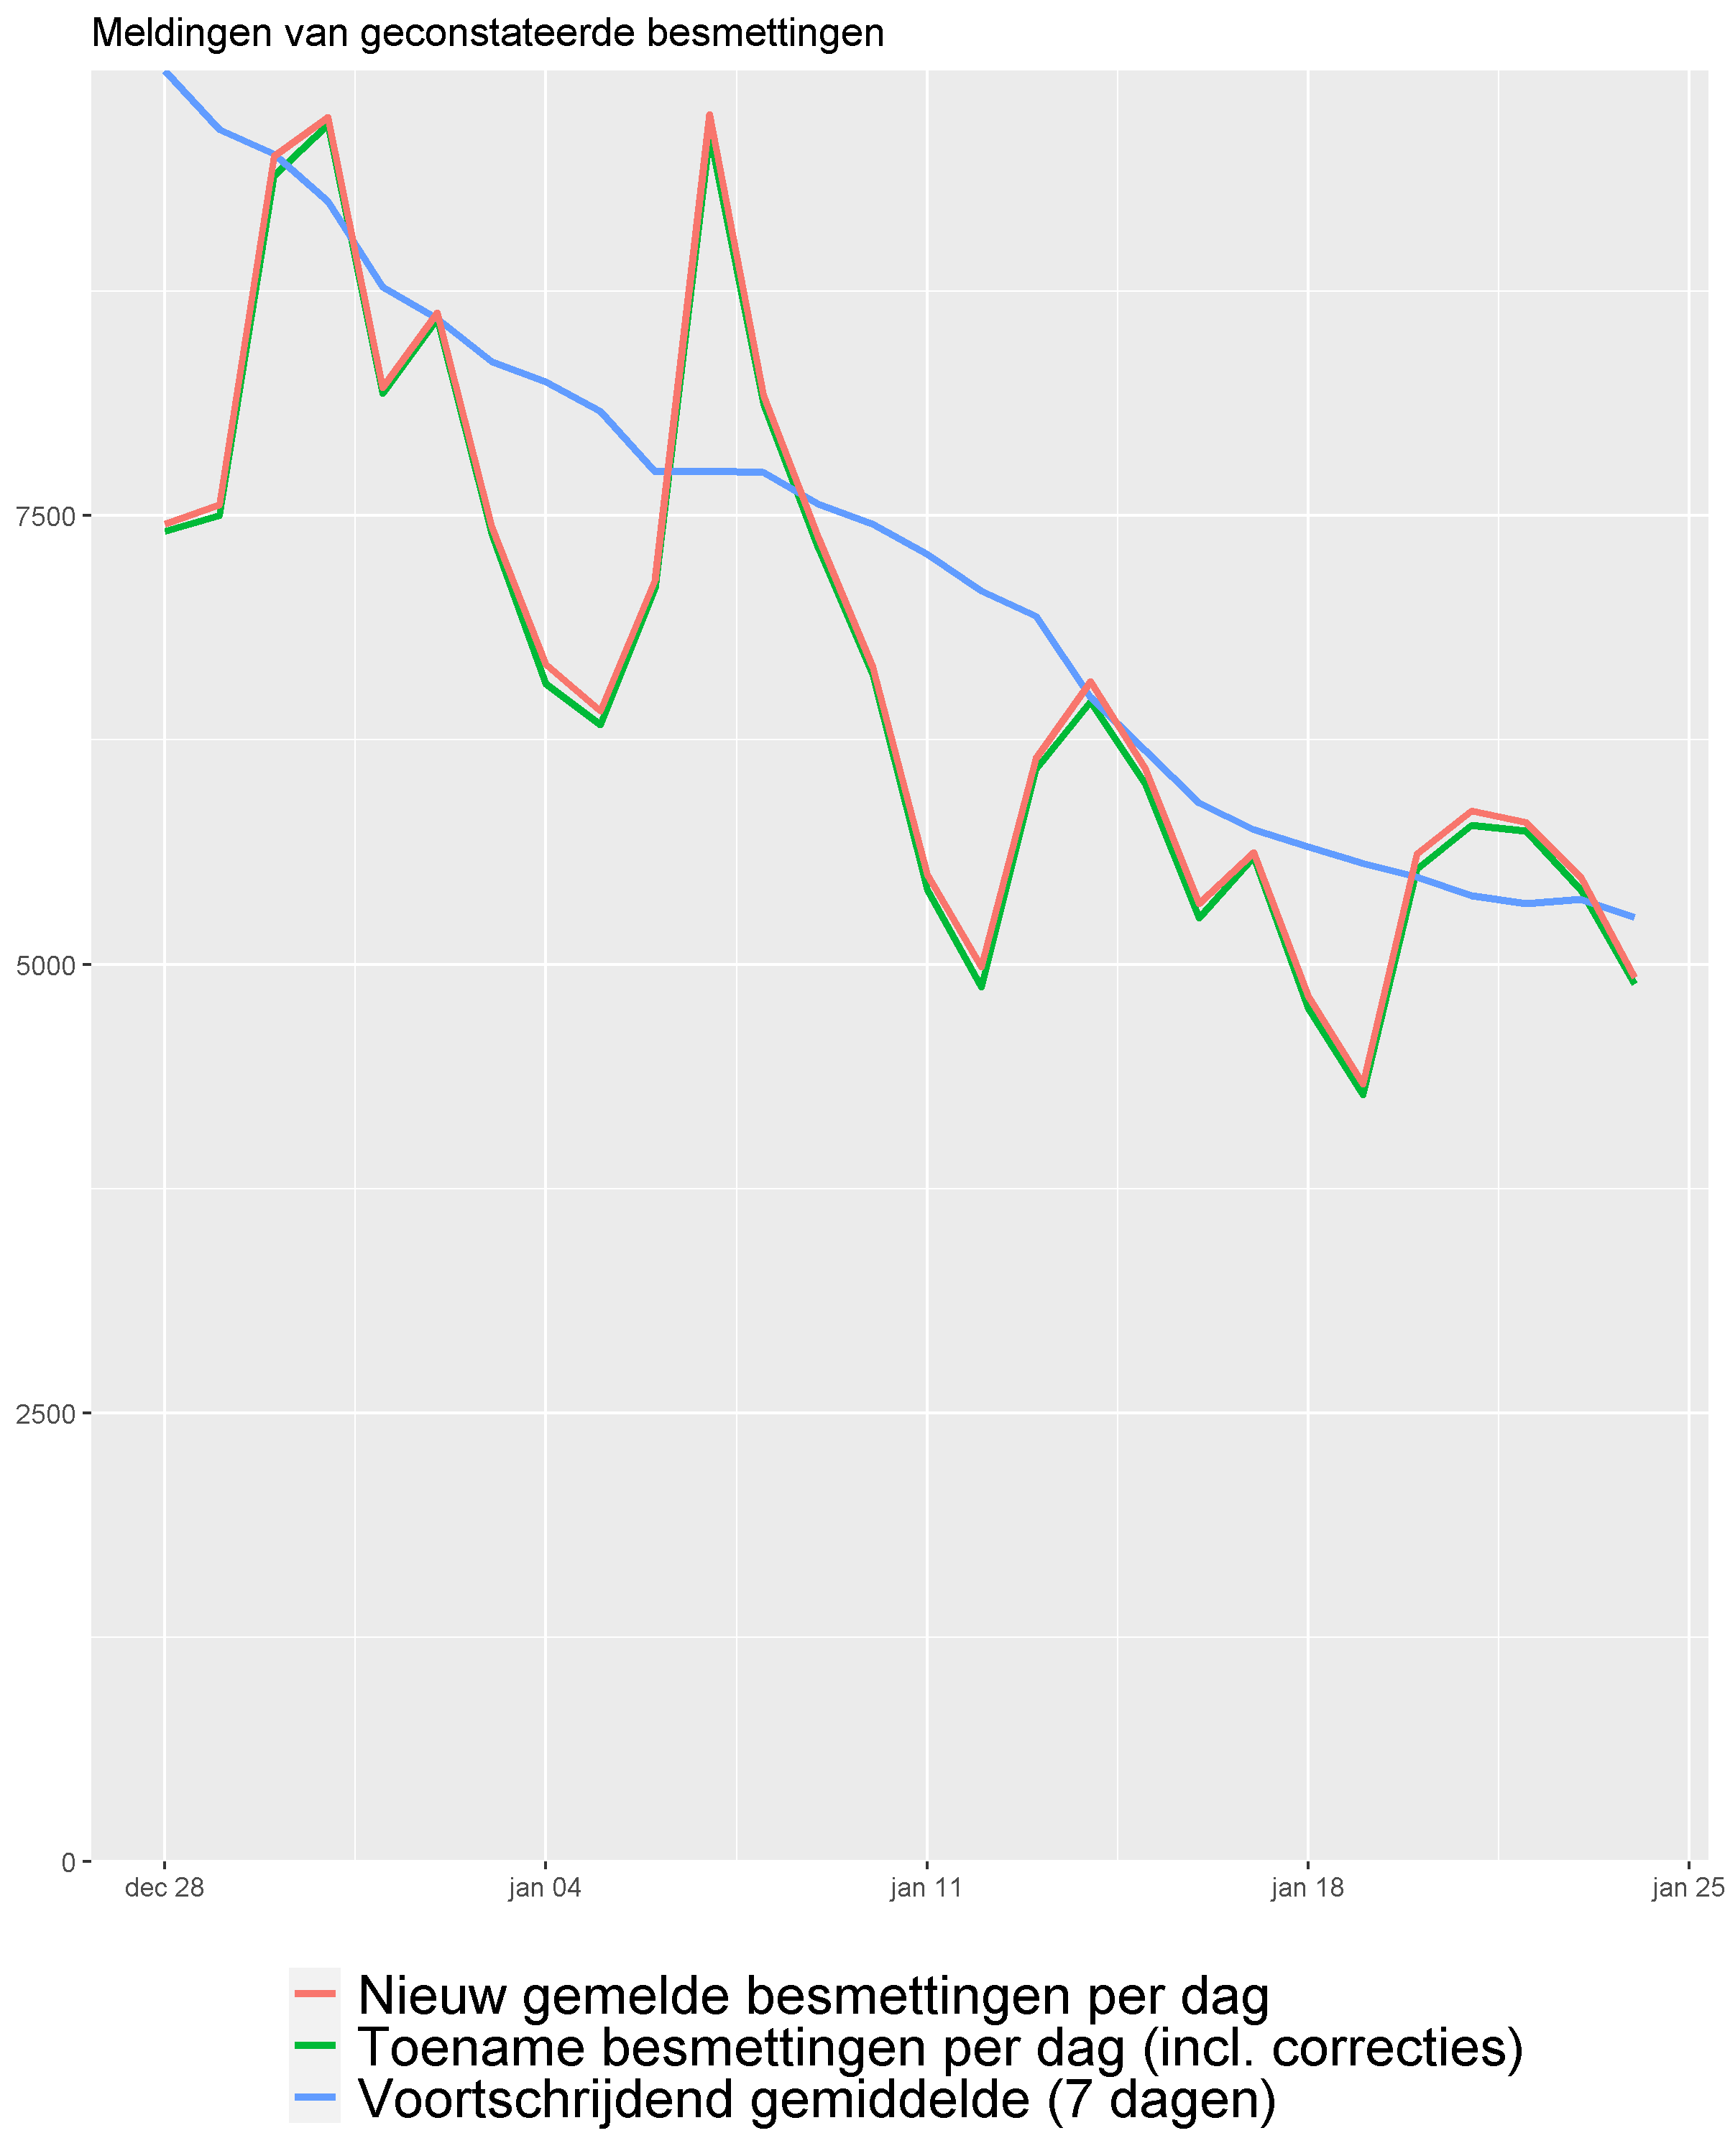 Meldingen van geconstateerde besmettingen
7500
5000
2500
0
dec 28
jan 04
jan 11
jan 18
jan 25
Nieuw gemelde besmettingen per dag
Toename besmettingen per dag (incl. correcties)
Voortschrijdend gemiddelde (7 dagen)